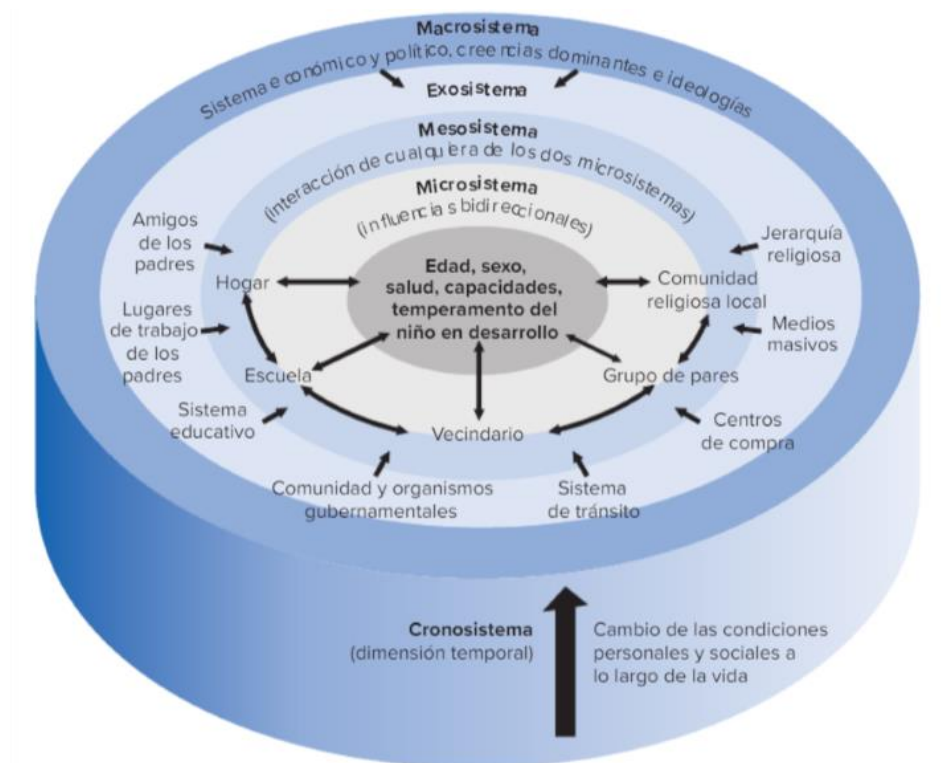 Macrosistema
Sistema económico y político, creencias dominantes e ideologías
Exosistema
Mesosistema
(interacción de cualquiera de los dos microsistemas)
Microsistema
(influencias bidireccionales)
Amigos
de los
padres
Jerarquía
religiosa
Edad, sexo,
salud, capacidades,
temperamento del
niño en desarrollo
Hogar
Comunidad
religiosa local
Lugares
de trabajo
de los
padres
Medios
masivos
Escuela
Grupo de pares
Sistema
educativo
Centros
de compra
Vecindario
Comunidad y organismos
gubernamentales
Sistema
de tránsito
Cronosistema
(dimensión temporal)
Cambio de las condiciones
personales y sociales a
lo largo de la vida